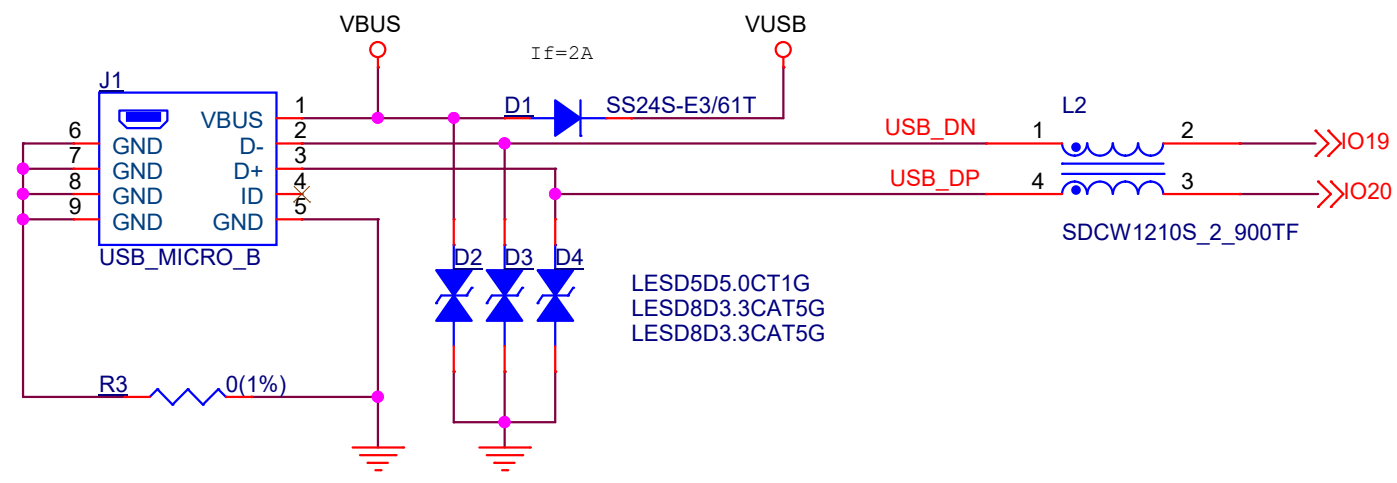 VBUS
VUSB
If=2A
J1
1
D1
SS24S-E3/61T
L2
VBUS
2
USB_DN
1
2
6
GND
D-
IO19
7
3
GND
D+
8
4
USB_DP
4
3
GND
ID
IO20
9
5
GND
GND
SDCW1210S_2_900TF
USB_MICRO_B
D2
D3
D4
LESD5D5.0CT1G
LESD8D3.3CAT5G
LESD8D3.3CAT5G
R3
0(1%)